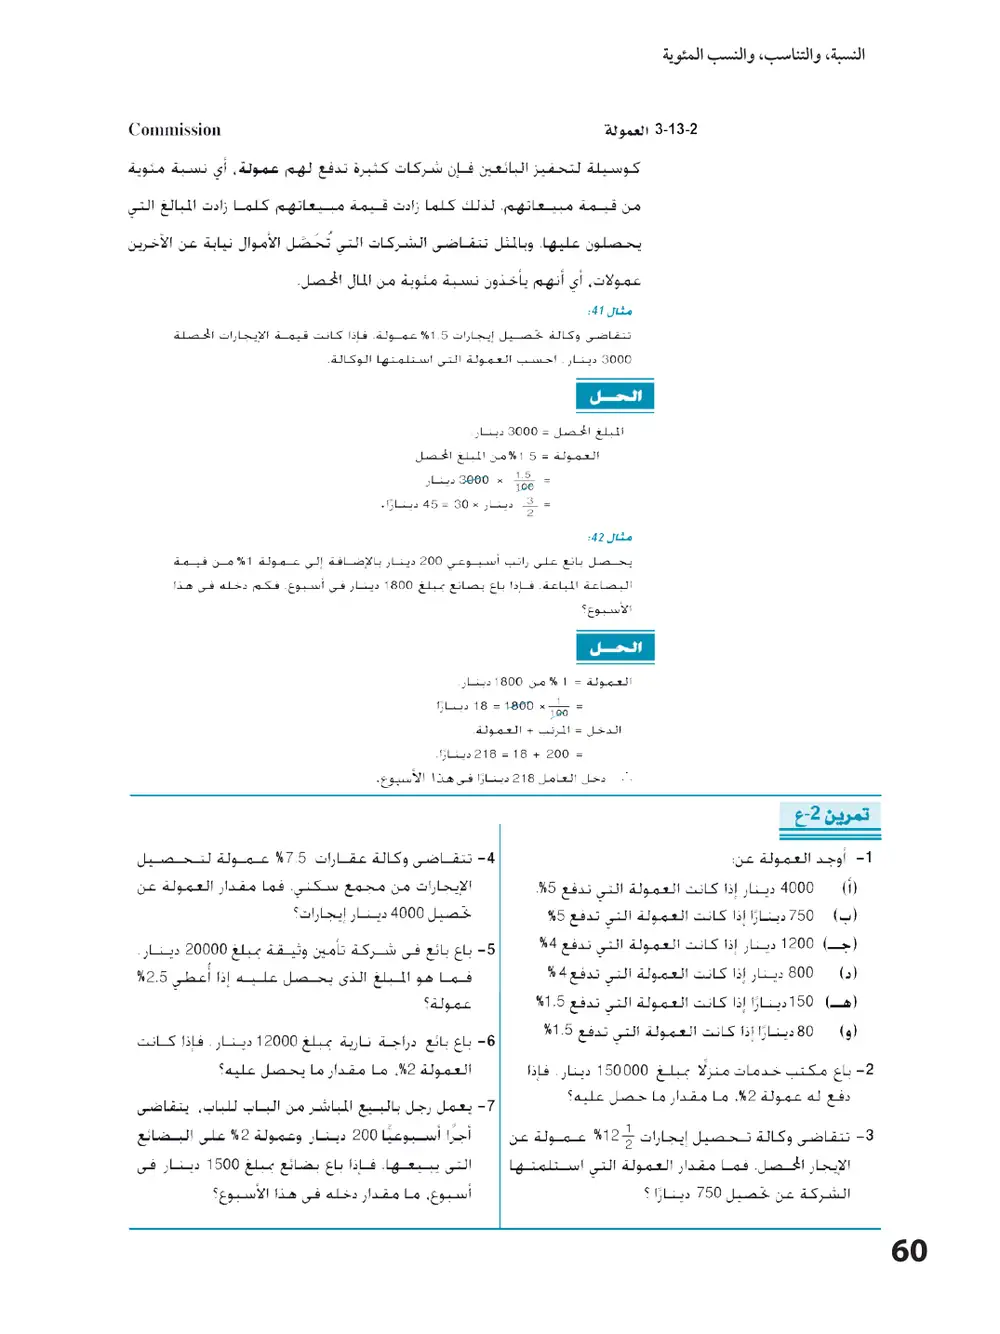 النسبة، والتناسب، والنسب المئوية
3-13-2 العمولة Commission
كوسيلة لتحفيز البائعين فإن شركات كثيرة تدفع لهم عمولة، أي نسبة مئوية
من قيمة مبيعاتهم. لذلك كلما زادت قيمة مبيعاتهم كلما زادت المبالغ التي
يحصلون عليها. وبالمثل تتقاضى الشركات التي تُحَصِّل الأموال نيابة عن الآخرين
عمولات، أي أنهم يأخذون نسبة مئوية من المال المحصل.
مثال 41:
تتقاضى وكالة تحصيل إيجارات 1.5% عمولة. فإذا كانت قيمة الإيجارات المحصلة
3000 دينار. احسب العمولة التى استلمتها الوكالة.
الحل
المبلغ المحصل = 3000 دينار.
العمولة = 1.5% من المبلغ المحصل
= 1.5/100 × 3000 دينار
= 3/2 دينار × 30 = 45 دينارًا.
مثال 42:
يحصل بائع على راتب أسبوعي 200 دينار بالإضافة إلى عمولة 1% من قيمة
البضاعة المباعة. فإذا باع بضائع بمبلغ 1800 دينار فى أسبوع. فكم دخله فى هذا
الأسبوع؟
الحل
العمولة = 1 % من 1800 دينار.
= 1/100 × 1800 = 18 دينارًا
الدخل = المرتب + العمولة.
= 200 + 18 = 218 دينارًا.
∴ دخل العامل 218 دينارًا فى هذا الأسبوع.
تمرين 2-ع
1- أوجد العمولة عن:
(أ) 4000 دينار إذا كانت العمولة التي تدفع 5%.
(ب) 750 دينارًا إذا كانت العمولة التي تدفع 5%
(جـ) 1200 دينار إذا كانت العمولة التي تدفع 4%
(د) 800 دينار إذا كانت العمولة التي تدفع 4%
(هـ) 150 دينارًا إذا كانت العمولة التي تدفع 1.5%
(و) 80 دينارًا إذا كانت العمولة التي تدفع 1.5%
2- باع مكتب خدمات منزلًا بمبلغ 150000 دينار. فإذا
دفع له عمولة 2%. ما مقدار ما حصل عليه؟
3- تتقاضى وكالة تحصيل إيجارات 12 1/2% عمولة عن
الايجار المحصل. فما مقدار العمولة التي استلمتها
الشركة عن تحصيل 750 دينارًا ؟
4- تتقاضى وكالة عقارات 7.5% عمولة لتحصيل
الإيجارات من مجمع سكني. فما مقدار العمولة عن
تحصيل 4000 دينار إيجارات؟
5- باع بائع فى شركة تأمين وثيقة بمبلغ 20000 دينار.
فما هو المبلغ الذى يحصل عليه إذا أُعطي 2.5%
عمولة؟
6- باع بائع دراجة نارية بمبلغ 12000 دينار. فإذا كانت
العمولة 2%. ما مقدار ما يحصل عليه؟
7- يعمل رجل بالبيع المباشر من الباب للباب، يتقاضى
أجرًا أسبوعيًا 200 دينار وعمولة 2% على البضائع
التى يبيعها. فإذا باع بضائع بمبلغ 1500 دينار فى
أسبوع، ما مقدار دخله فى هذا الأسبوع؟
60